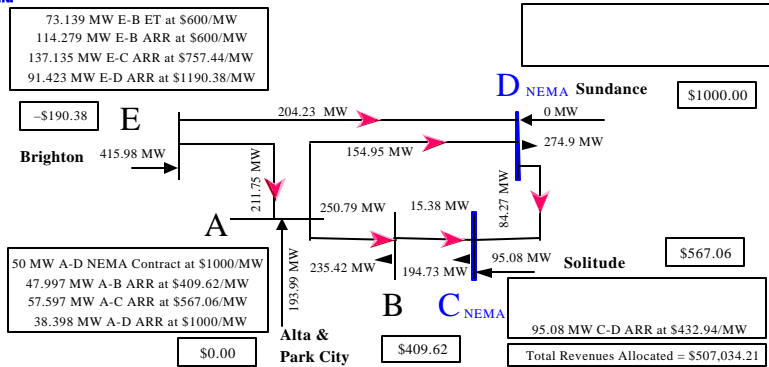 73.139 MW E-B ET at $600/MW
114.279 MW E-B ARR at $600/MW
137.135 MW E-C ARR at $757.44/MW
91.423 MW E-D ARR at $1190.38/MW
D NEMA Sundance
$1000.00
–$190.38
E
204.23 MW
0 MW
Brighton
415.98 MW
154.95 MW
274.9 MW
211.75 MW
84.27 MW
A
250.79 MW
15.38 MW
50 MW A-D NEMA Contract at $1000/MW
47.997 MW A-B ARR at $409.62/MW
57.597 MW A-C ARR at $567.06/MW
38.398 MW A-D ARR at $1000/MW
193.99 MW
235.42 MW
194.73 MW
95.08 MW
Solitude
$567.06
B
C NEMA
95.08 MW C-D ARR at $432.94/MW
Alta &
Park City
$0.00
$409.62
Total Revenues Allocated = $507,034.21